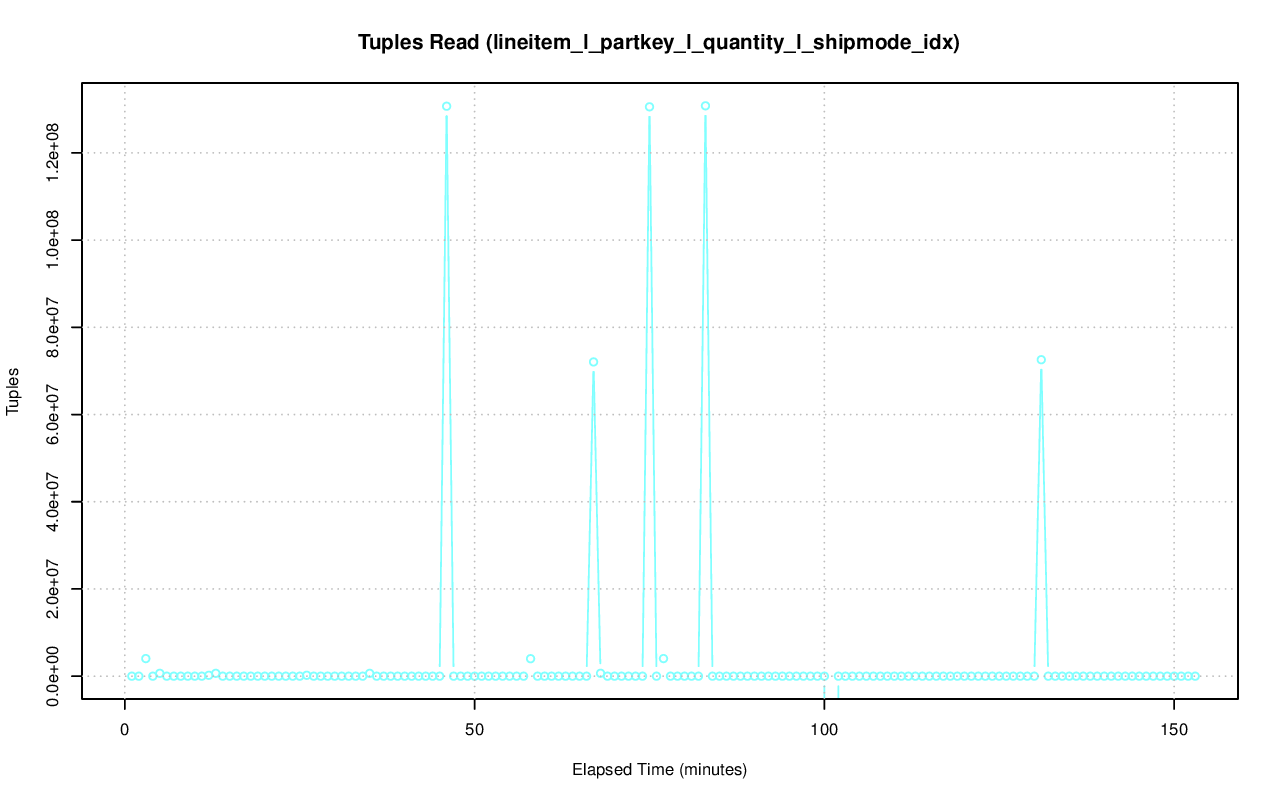 Tuples Read (lineitem_l_partkey_l_quantity_l_shipmode_idx)
1.2e+08
1.0e+08
8.0e+07
6.0e+07
4.0e+07
2.0e+07
0.0e+00
Tuples
0 50 100 150
Elapsed Time (minutes)